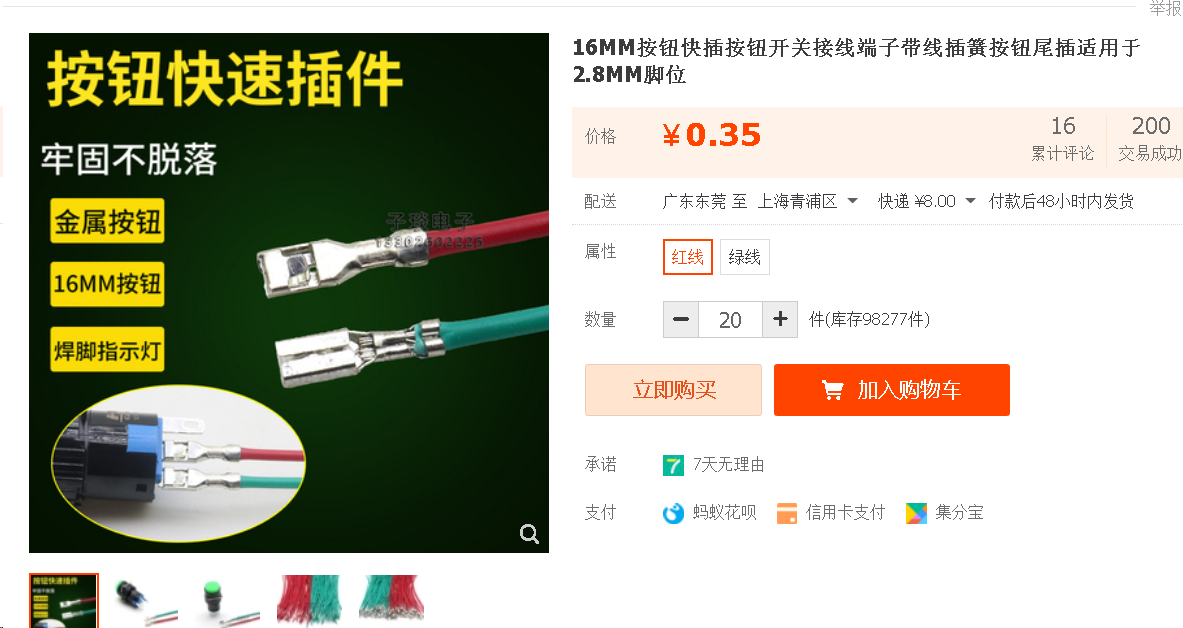 举报
按钮快速插件
牢固不脱落
金属按钮
16MM按钮
焊脚指示灯
16MM按钮快插按钮开关接线端子带线插簧按钮尾插适用于
2.8MM脚位
价格 ¥0.35
16 累计评论
200 交易成功
配送 广东东莞 至 上海青浦区 快递 ¥8.00 付款后48小时内发货
属性 红线 绿线
数量 − 20 + 件(库存98277件)
立即购买 加入购物车
承诺 7 7天无理由
支付 蚂蚁花呗 信用卡支付 集分宝
按钮快速插件